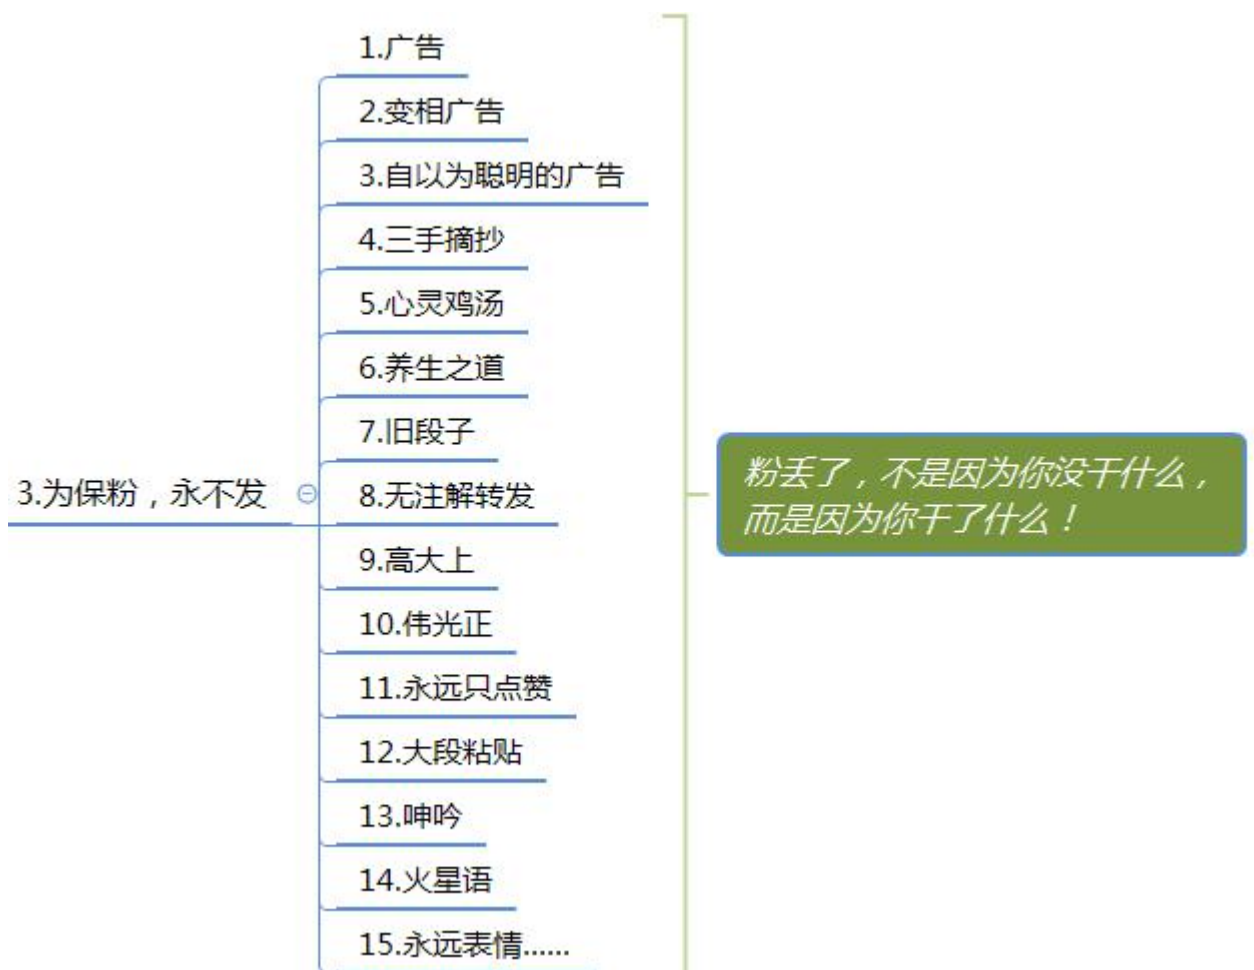 1.广告
2.变相广告
3.自以为聪明的广告
4.三手摘抄
5.心灵鸡汤
6.养生之道
7.旧段子
3.为保粉，永不发
8.无注解转发
9.高大上
10.伟光正
11.永远只点赞
12.大段粘贴
13.呻吟
14.火星语
15.永远表情......
粉丢了，不是因为你没干什么，
而是因为你干了什么！